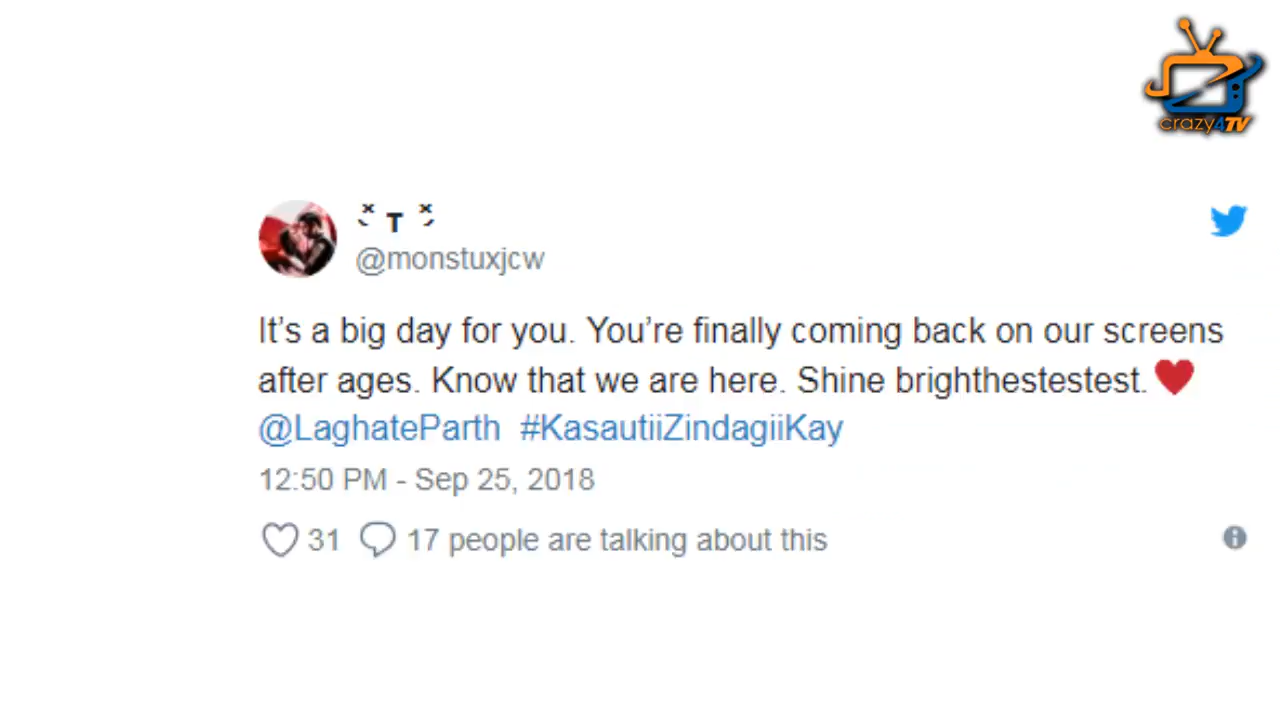 crazy4TV
T
@monstuxjcw
It's a big day for you. You're finally coming back on our screens
after ages. Know that we are here. Shine brighthestestest.❤
@LaghateParth #KasautiiZindagiiKay
12:50 PM - Sep 25, 2018
31 17 people are talking about this